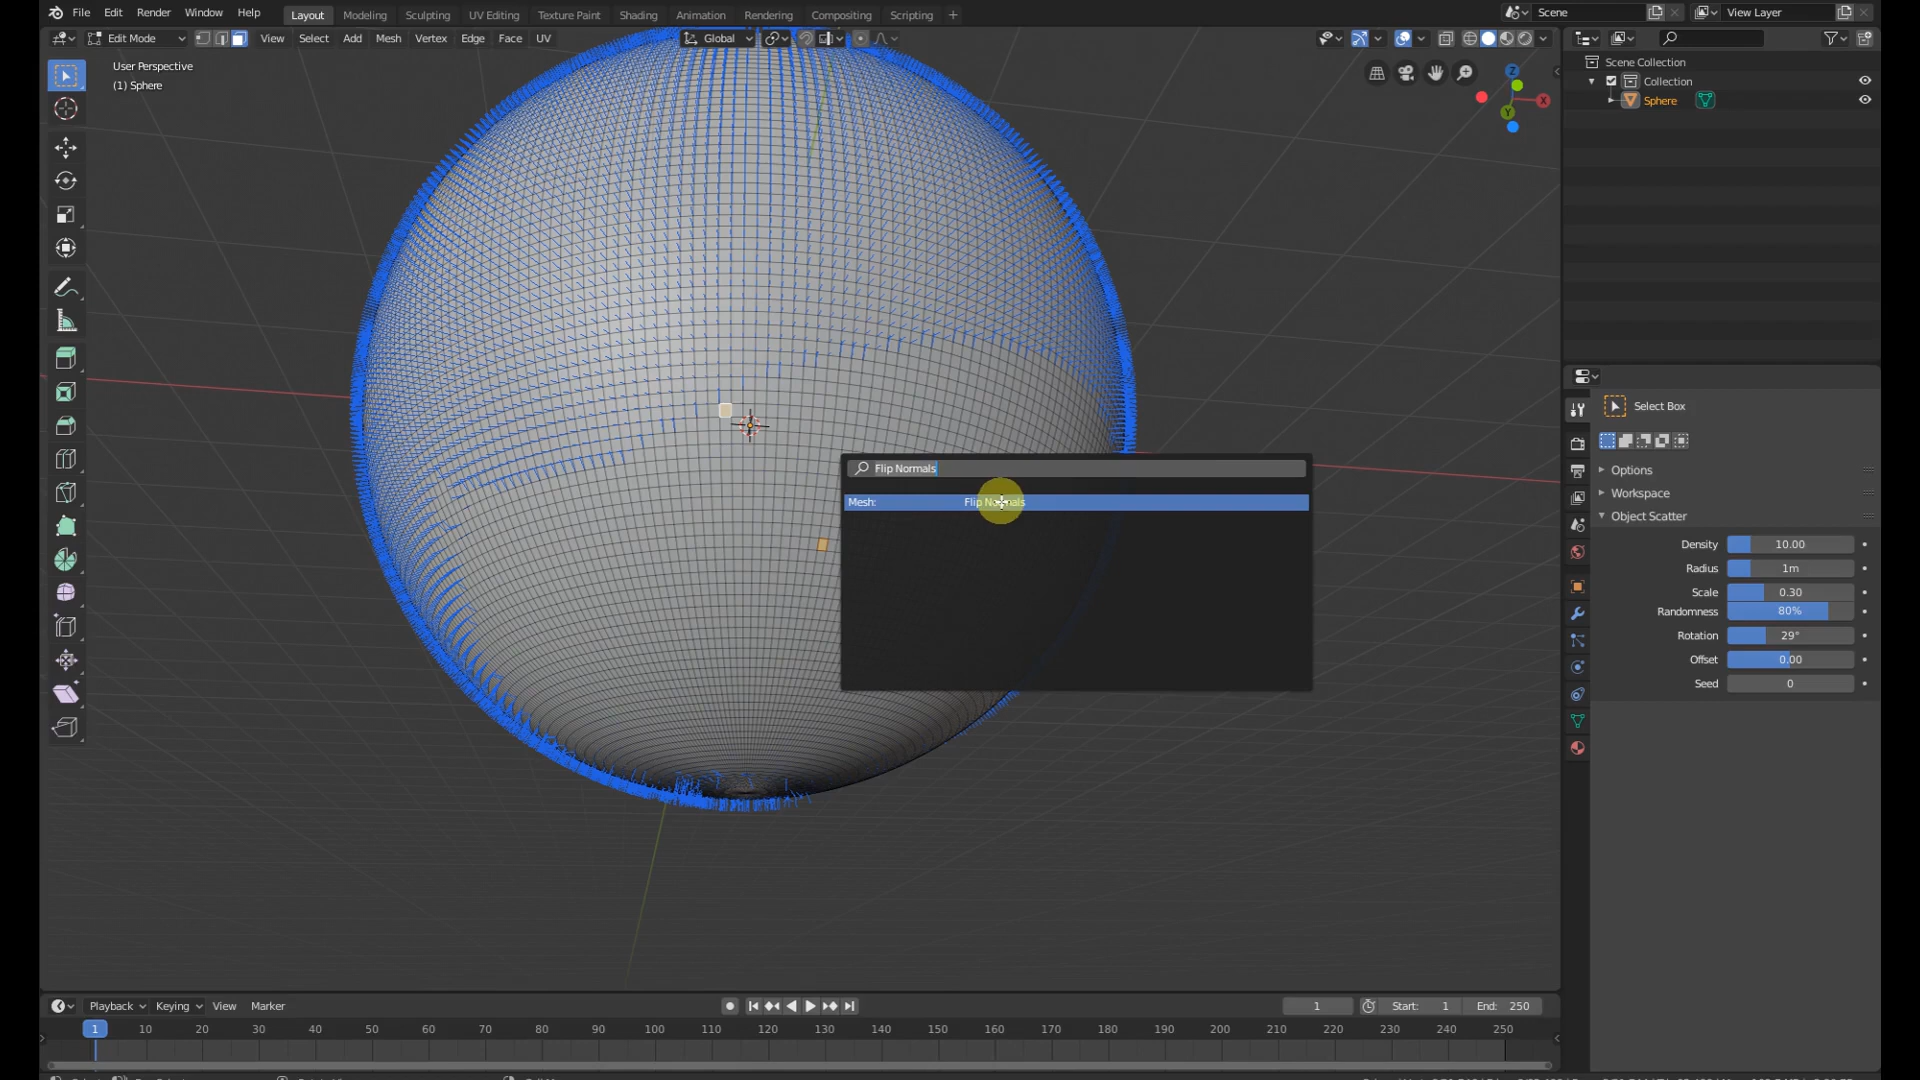 File Edit Render Window Help
Layout Modeling Sculpting UV Editing Texture Paint Shading Animation Rendering Compositing Scripting +
Scene
View Layer
Edit Mode
View Select Add Mesh Vertex Edge Face UV
Global
User Perspective
(1) Sphere
Scene Collection
Collection
Sphere
X
Y
Z
Flip Normals
Mesh: Flip Normals
Select Box
Options
Workspace
Object Scatter
Density 10.00
Radius 1m
Scale 0.30
Randomness 80%
Rotation 29°
Offset 0.00
Seed 0
Playback Keying View Marker
1
Start: 1
End: 250
1 10 20 30 40 50 60 70 80 90 100 110 120 130 140 150 160 170 180 190 200 210 220 230 240 250